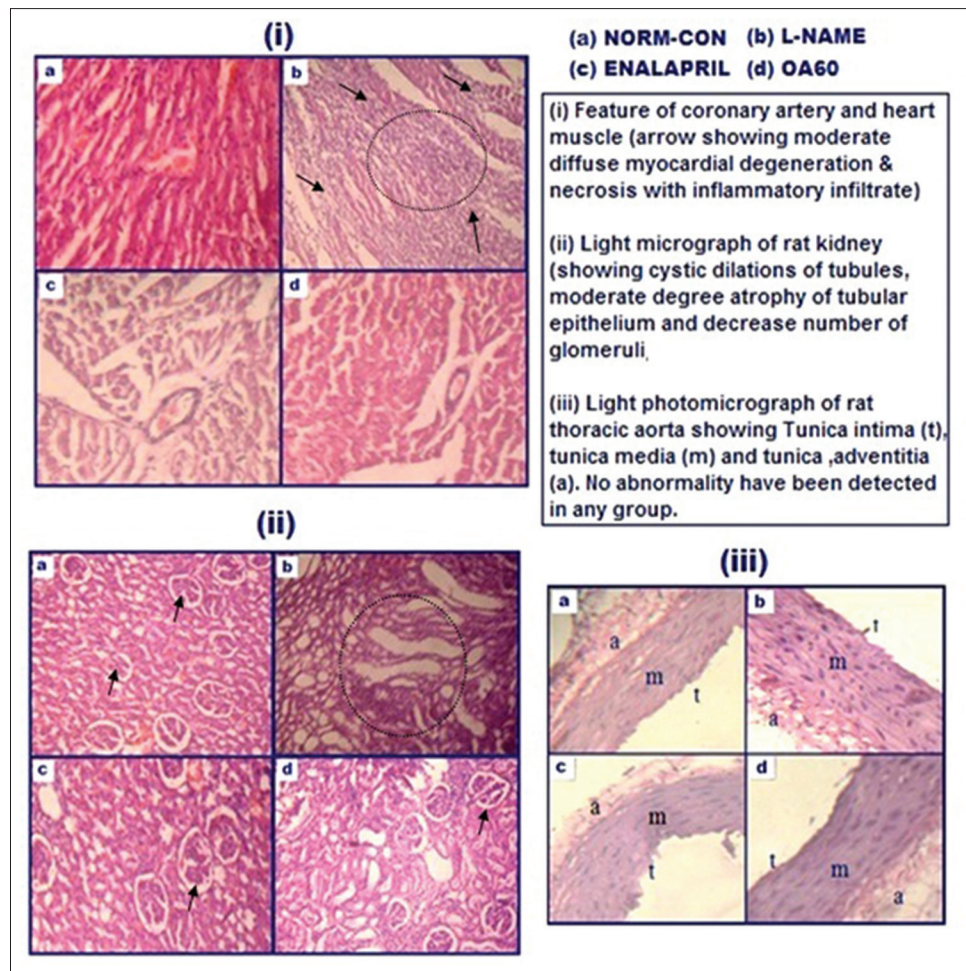 (i)
(a) NORM-CON (b) L-NAME
(c) ENALAPRIL (d) OA60
a
b
c
d
(i) Feature of coronary artery and heart
muscle (arrow showing moderate
diffuse myocardial degeneration &
necrosis with inflammatory infiltrate)
(ii) Light micrograph of rat kidney
(showing cystic dilations of tubules,
moderate degree atrophy of tubular
epithelium and decrease number of
glomeruli,
(iii) Light photomicrograph of rat
thoracic aorta showing Tunica intima (t),
tunica media (m) and tunica ,adventitia
(a). No abnormality have been detected
in any group.
(ii)
a
b
c
d
(iii)
a
a
m
t
b
t
m
a
c
a
m
t
d
t
m
a